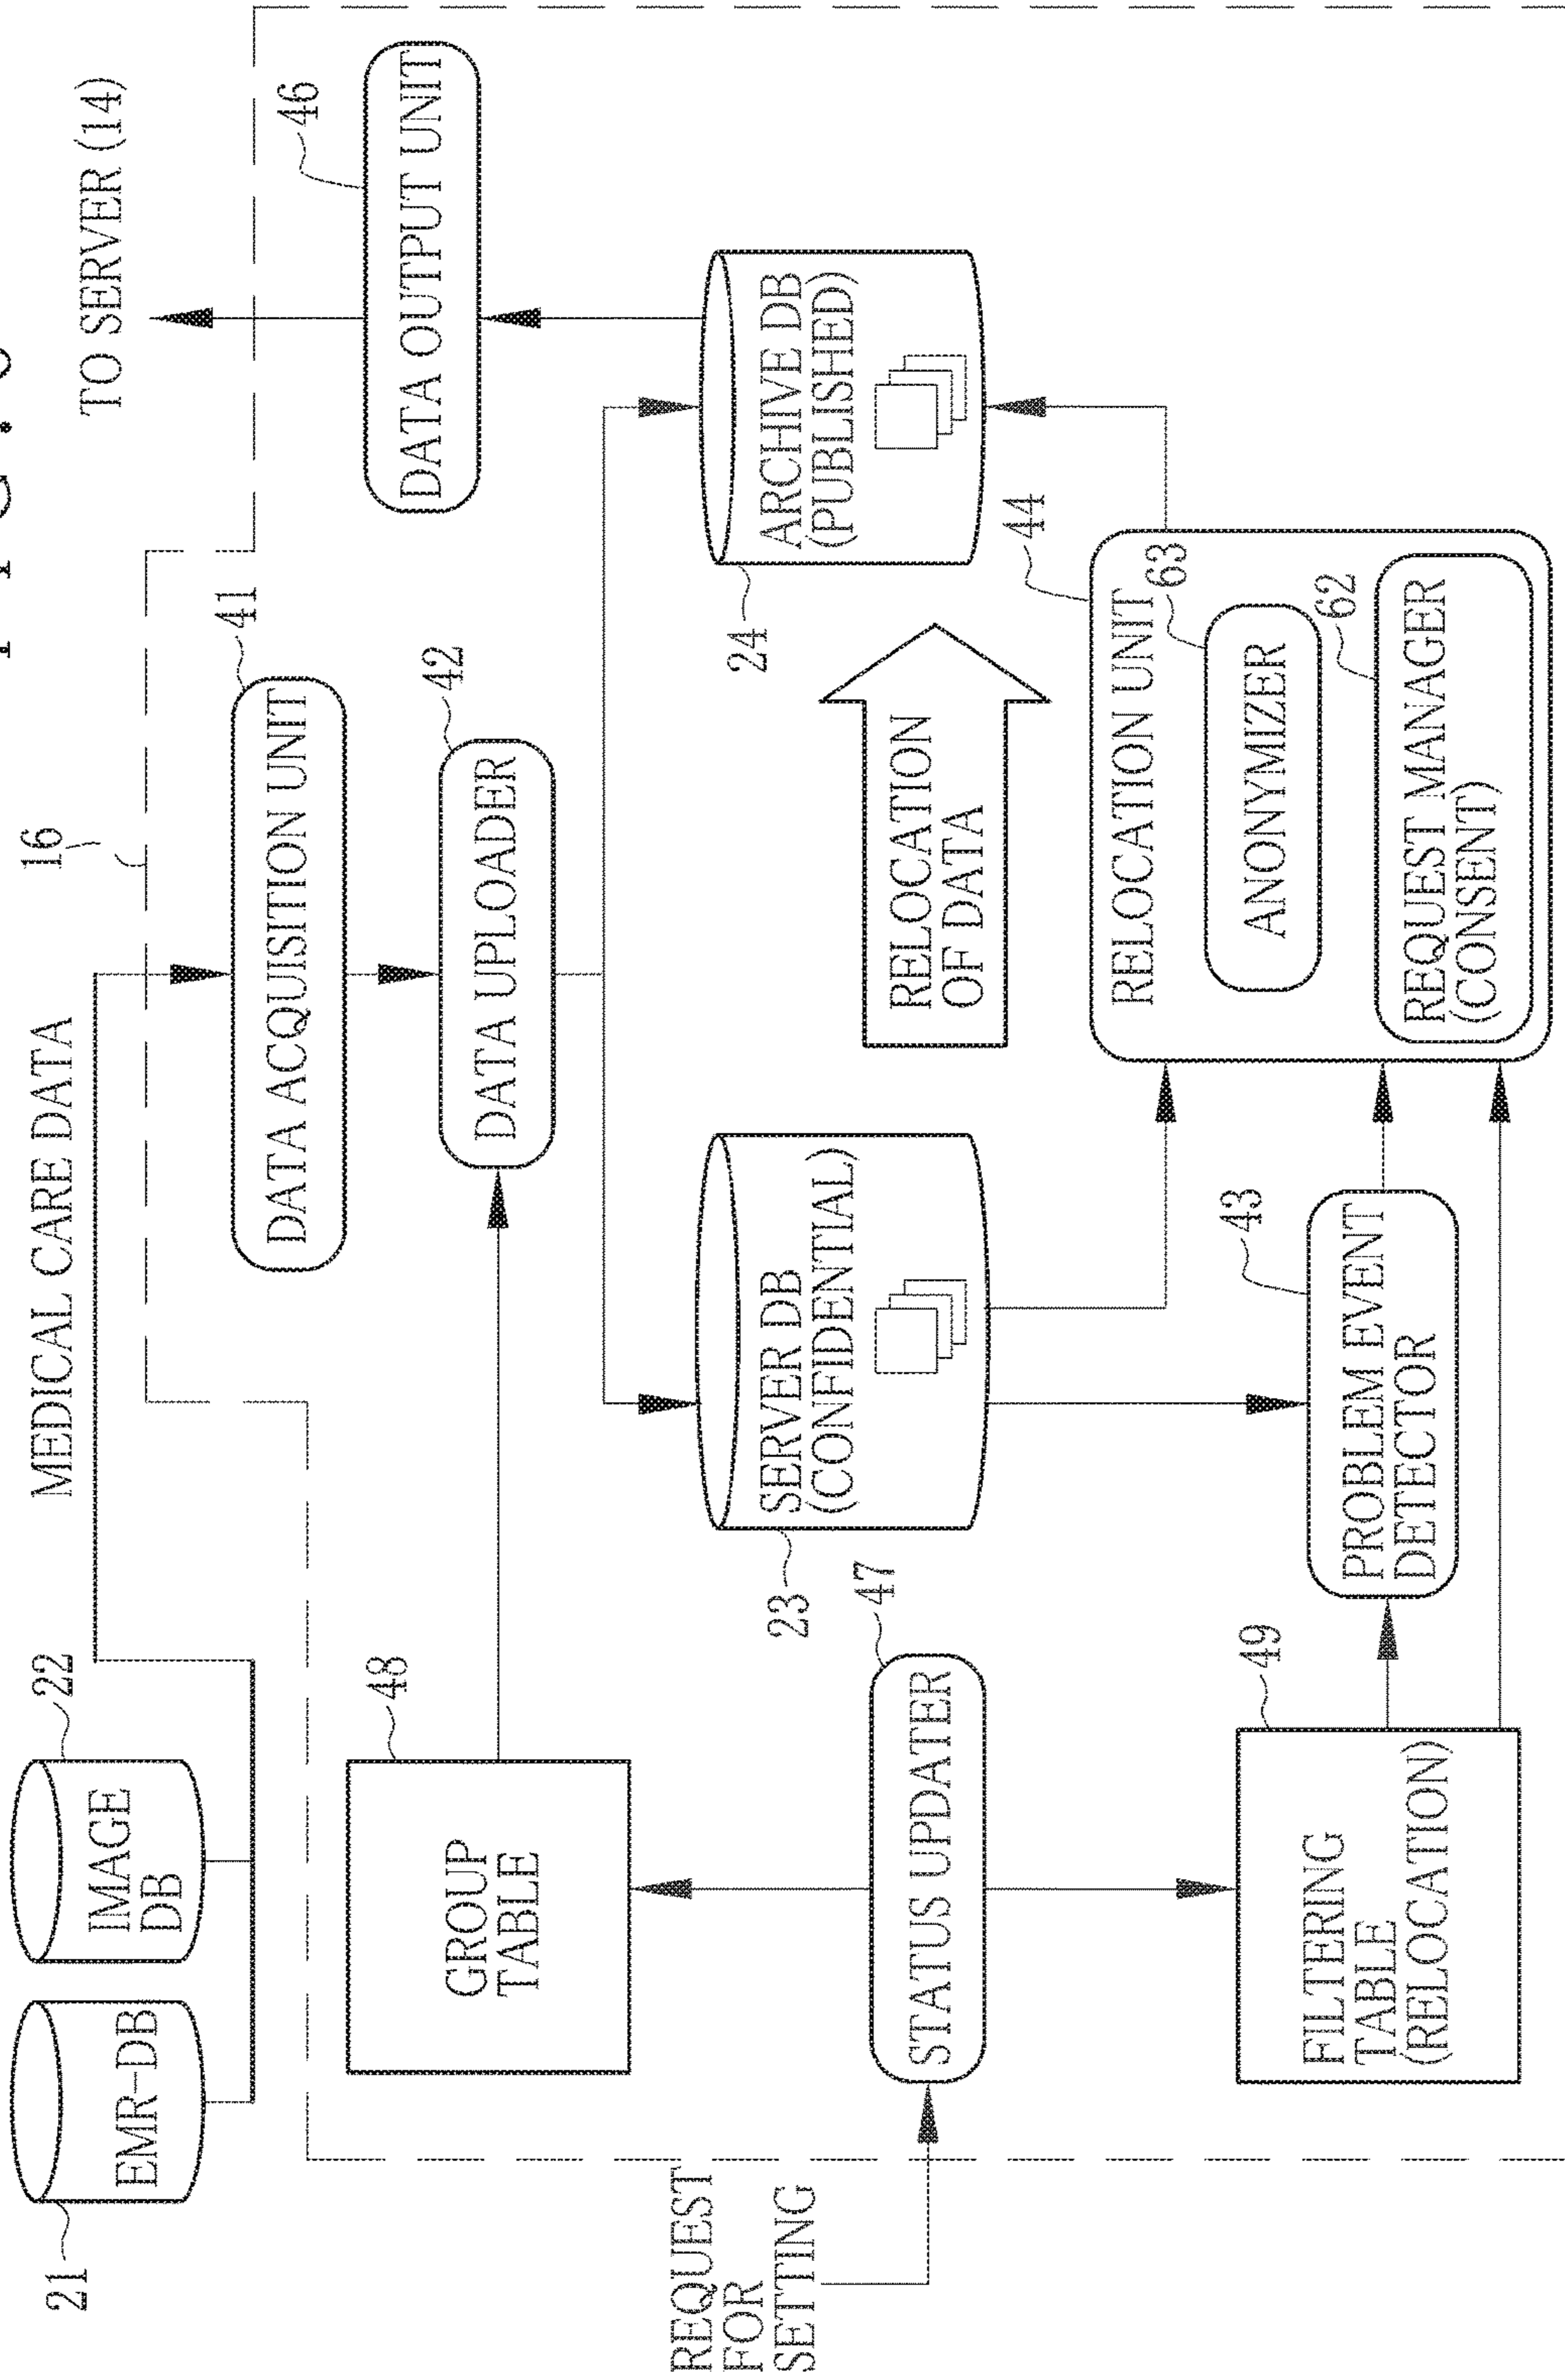 21
EMR-DB
IMAGE
DB
22
MEDICAL CARE DATA
16
TO SERVER (14)
DATA ACQUISITION UNIT
41
46
DATA OUTPUT UNIT
48
GROUP
TABLE
DATA UPLOADER
42
REQUEST
FOR
SETTING
STATUS UPDATER
47
23
SERVER DB
(CONFIDENTIAL)
RELOCATION
OF DATA
24
ARCHIVE DB
(PUBLISHED)
FILTERING
TABLE
(RELOCATION)
49
PROBLEM EVENT
DETECTOR
43
RELOCATION UNIT
44
ANONYMIZER
63
REQUEST MANAGER
(CONSENT)
62